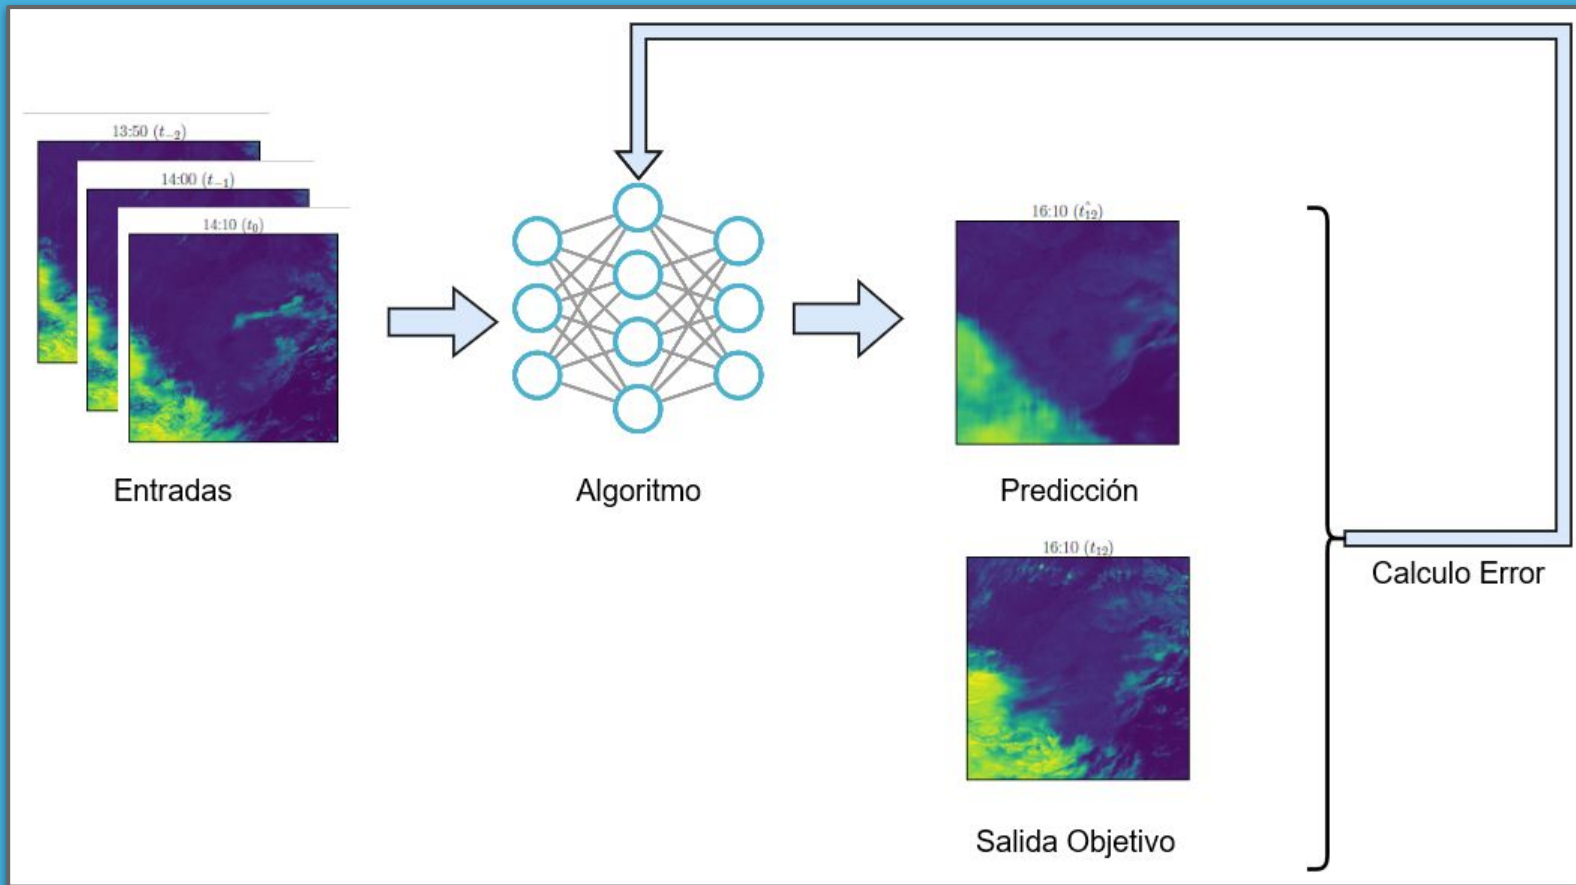 13:50 (t₋₂)
14:00 (t₋₁)
14:10 (t₀)
Entradas
Algoritmo
16:10 (t̂₁₂)
Predicción
16:10 (t₁₂)
Salida Objetivo
Calculo Error